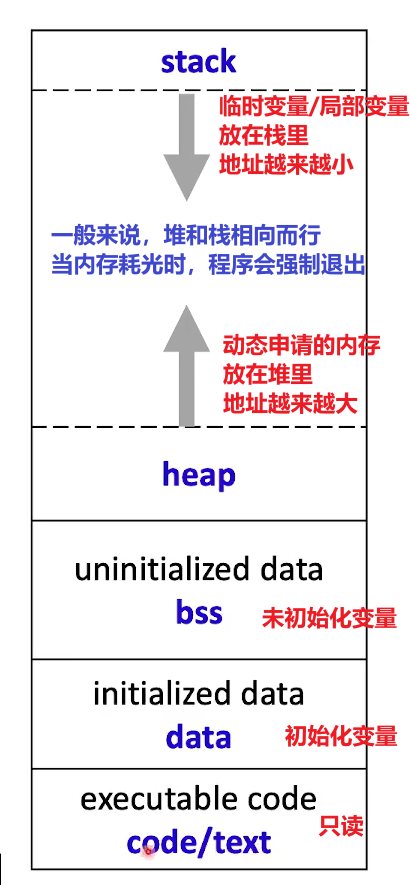 stack
临时变量/局部变量
放在栈里
地址越来越小
一般来说，堆和栈相向而行
当内存耗光时，程序会强制退出
动态申请的内存
放在堆里
地址越来越大
heap
uninitialized data
bss
未初始化变量
initialized data
data
初始化变量
executable code
只读
code/text